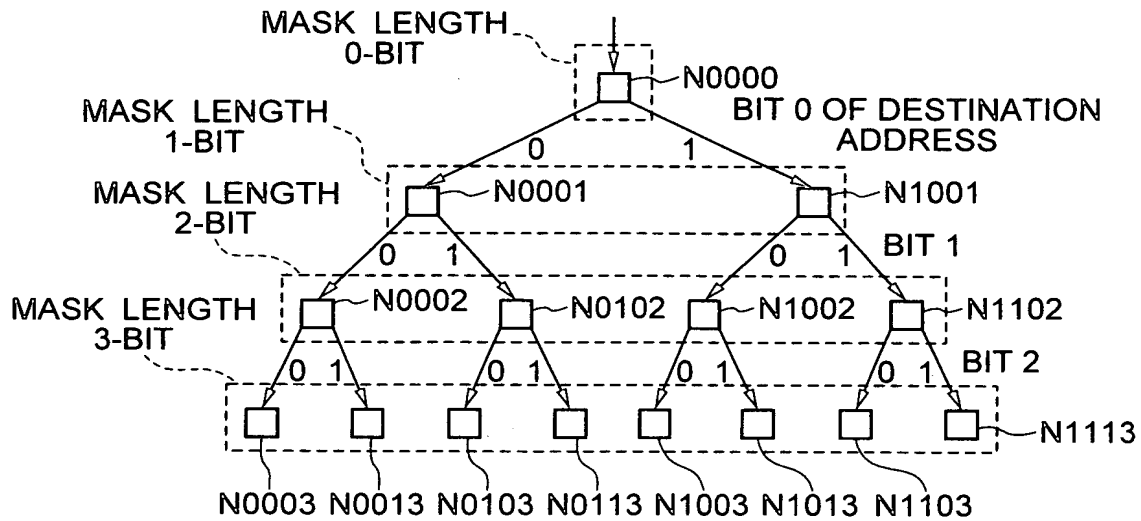 MASK LENGTH
0-BIT
N0000
BIT 0 OF DESTINATION
ADDRESS
MASK LENGTH
1-BIT
0 1
N0001
N1001
MASK LENGTH
2-BIT
0 1
0 1
BIT 1
N0002
N0102
N1002
N1102
MASK LENGTH
3-BIT
0 1
0 1
0 1
0 1
BIT 2
N1113
N0003 N0013 N0103 N0113 N1003 N1013 N1103